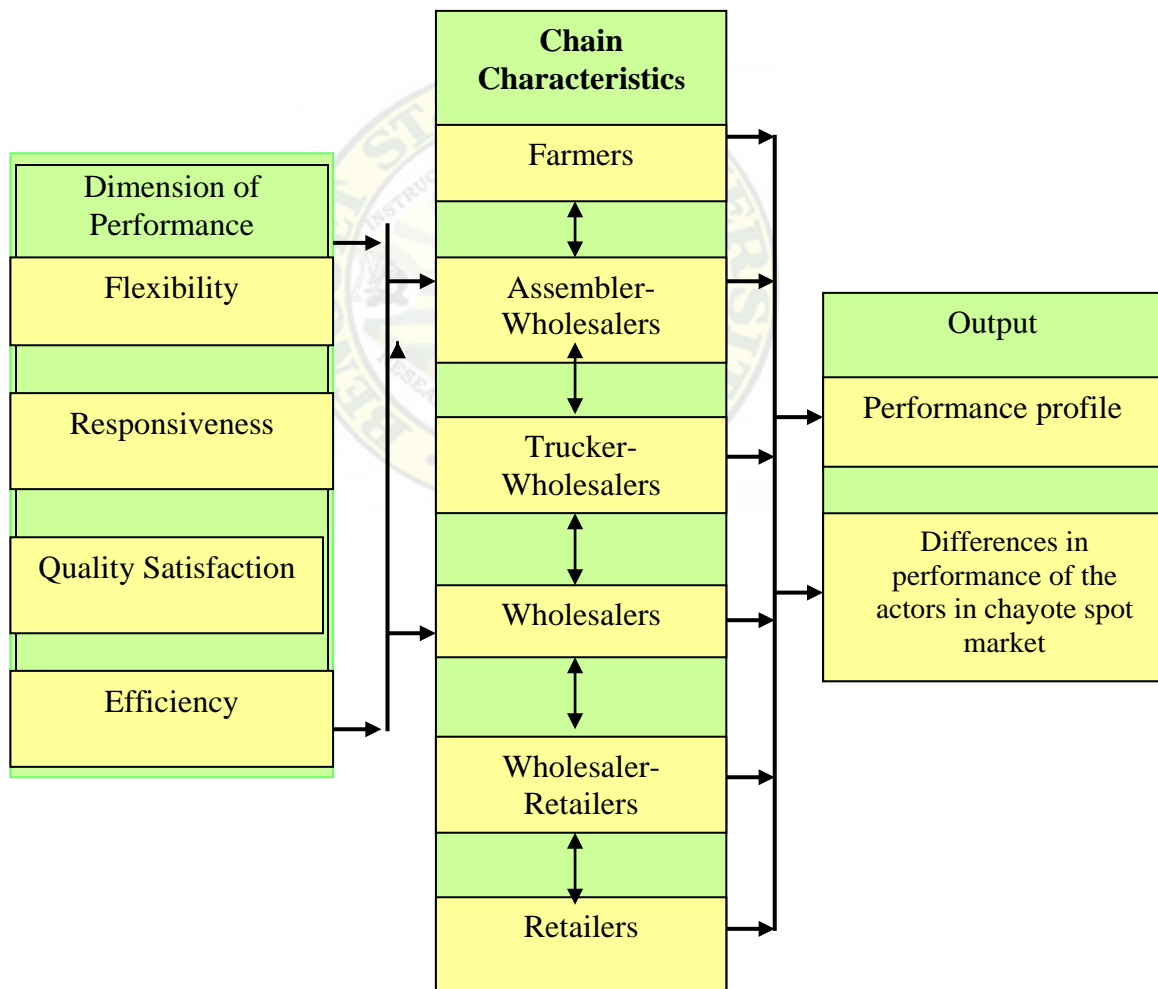 Chain
Characteristics
Farmers
Assembler-
Wholesalers
Trucker-
Wholesalers
Wholesalers
Wholesaler-
Retailers
Retailers
Dimension of
Performance
Flexibility
Responsiveness
Quality Satisfaction
Efficiency
Output
Performance profile
Differences in
performance of the
actors in chayote spot
market